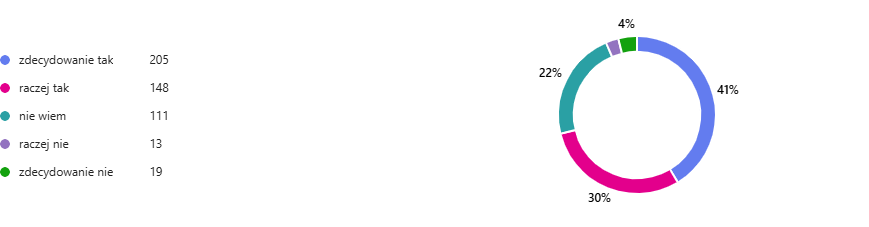 4%
zdecydowanie tak 205
22%
raczej tak 148
41%
nie wiem 111
raczej nie 13
zdecydowanie nie 19
30%